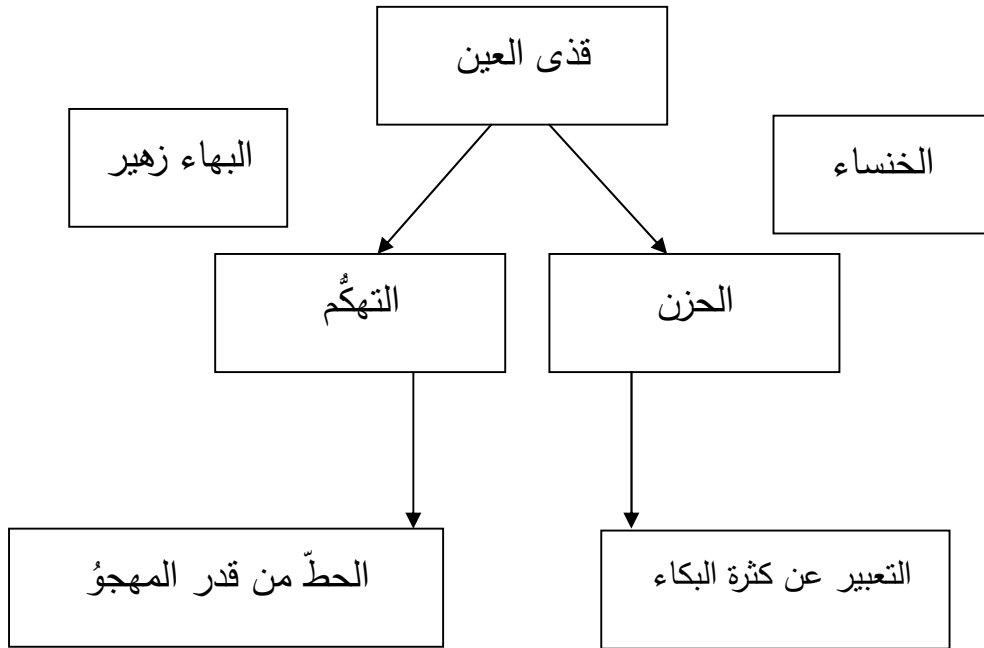 قذى العين
الخنساء
البهاء زهير
الحزن
التهكُّم
التعبير عن كثرة البكاء
الحطّ من قدر المهجوُ